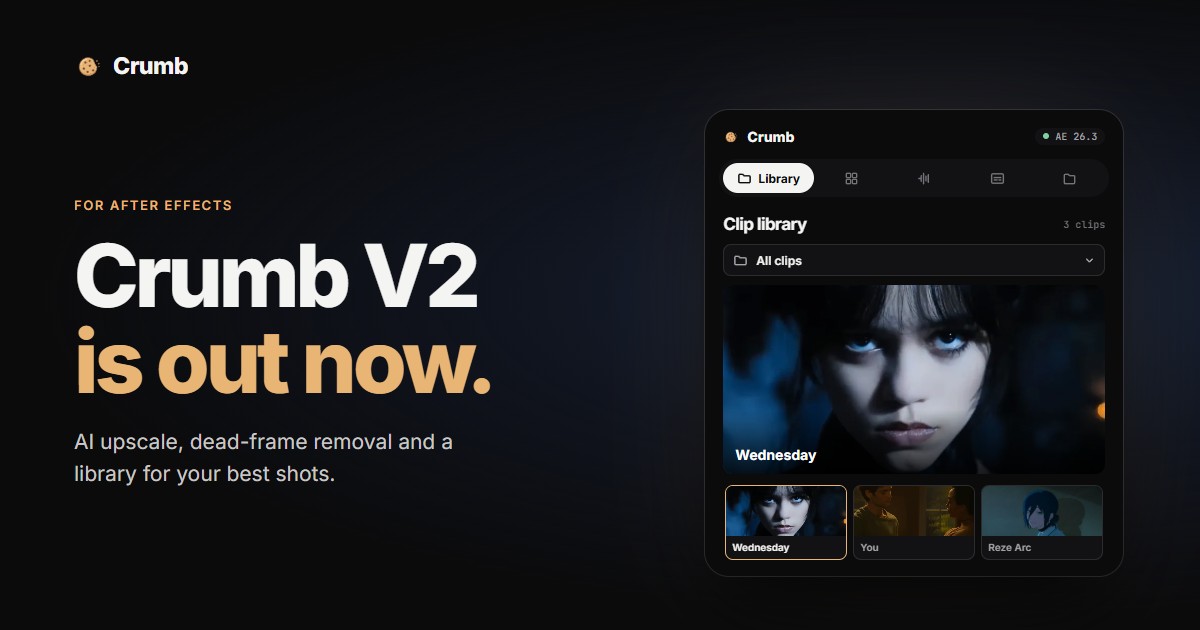 Crumb
FOR AFTER EFFECTS
Crumb V2
is out now.
AI upscale, dead-frame removal and a
library for your best shots.
Crumb
AE 26.3
Library
Clip library
3 clips
All clips
Wednesday
Wednesday
You
Reze Arc